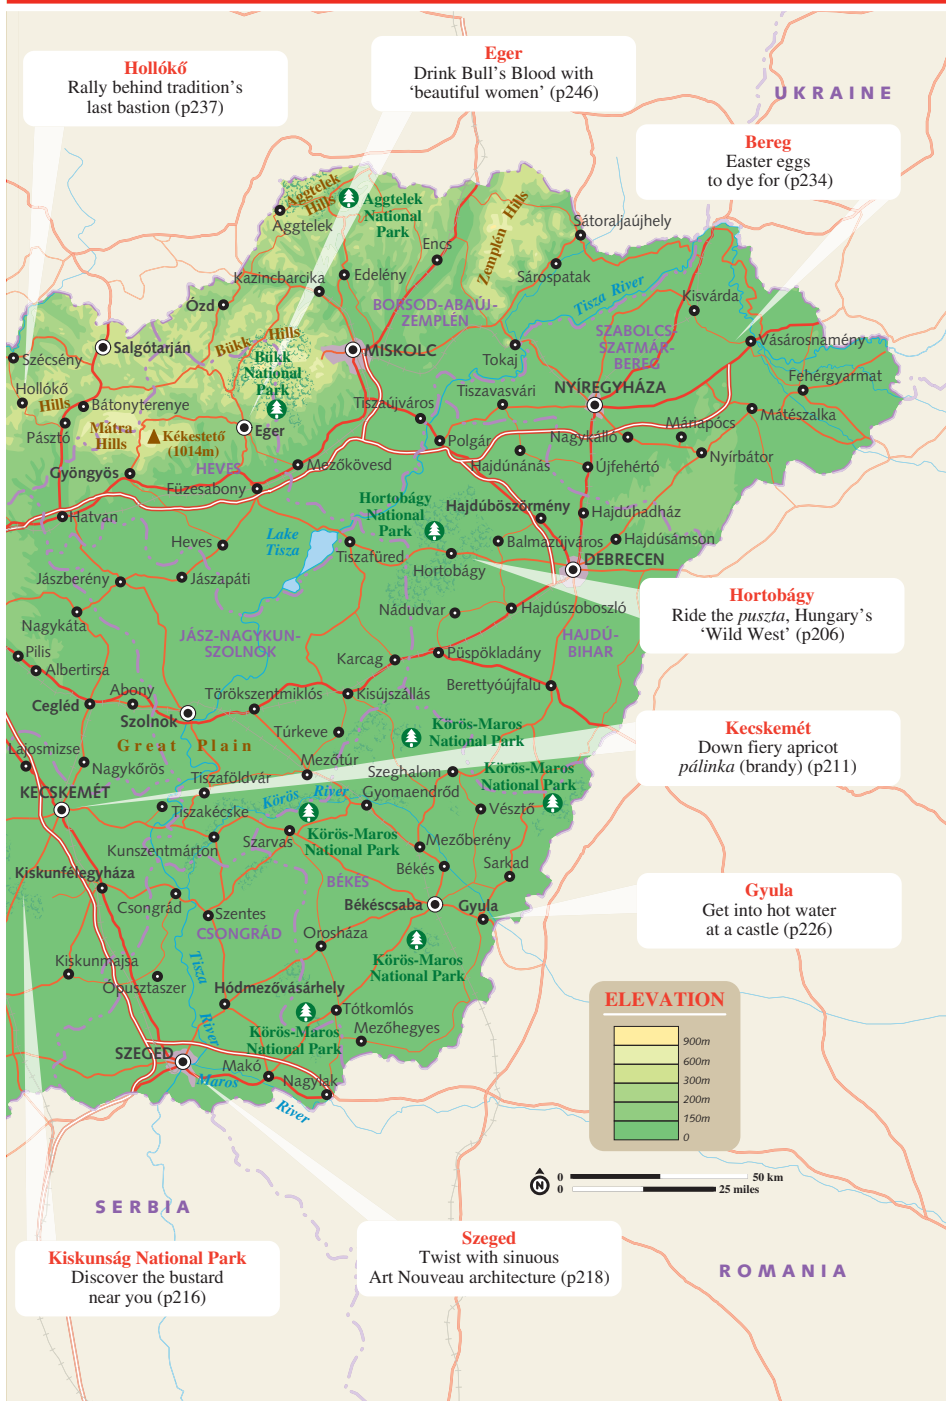 Hollókő
Rally behind tradition's
last bastion (p237)
Eger
Drink Bull's Blood with
'beautiful women' (p246)
UKRAINE
Bereg
Easter eggs
to dye for (p234)
Aggtelek
Hills
Aggtelek
National
Park
Aggtelek
Zemplén Hills
Sátoraljaújhely
Encs
Sárospatak
Kazincbarcika
Edelény
Tisza River
Kisvárda
Ózd
BORSOD-ABAÚJ-
ZEMPLÉN
SZABOLCS-
SZATMÁR-
BEREG
Bükk Hills
Salgótarján
Szécsény
Bükk
National
Park
MISKOLC
Tokaj
Vásárosnamény
Fehérgyarmat
Hollókő
Hills
Bátonyterenye
Tiszavasvári
NYÍREGYHÁZA
Tiszaújváros
Mátészalka
Pásztó
Mátra
Hills
Kékestető
(1014m)
Eger
Polgár
Nagykálló
Máriapócs
Nyírbátor
Gyöngyös
HEVES
Mezőkövesd
Hajdúnánás
Újfehértó
Füzesabony
Hortobágy
National
Park
Hajdúböszörmény
Hajdúhadház
Hatvan
Heves
Lake
Tisza
Tiszafüred
Balmazújváros
Hajdúsámson
Hortobágy
DEBRECEN
Jászberény
Jászapáti
Hortobágy
Ride the puszta, Hungary's
'Wild West' (p206)
Nagykáta
Nádudvar
Hajdúszoboszló
JÁSZ-NAGYKUN-
SZOLNOK
HAJDÚ-
BIHAR
Pilis
Albertirsa
Karcag
Püspökladány
Cegléd
Abony
Törökszentmiklós
Kisújszállás
Berettyóújfalu
Szolnok
Great Plain
Túrkeve
Körös-Maros
National Park
Kecskemét
Down fiery apricot
pálinka (brandy) (p211)
Lajosmizse
Nagykőrös
Mezőtúr
Szeghalom
Körös-Maros
National Park
KECSKEMÉT
Tiszaföldvár
Körös River
Gyomaendrőd
Vésztő
Tiszakécske
Szarvas
Körös-Maros
National Park
Mezőberény
Kunszentmárton
Békés
Sarkad
Kiskunfélegyháza
BÉKÉS
Csongrád
Békéscsaba
Gyula
Gyula
Get into hot water
at a castle (p226)
Szentes
CSONGRÁD
Orosháza
Körös-Maros
National Park
Kiskunmajsa
Ópusztaszer
Tisza
River
Hódmezővásárhely
Tótkomlós
Körös-Maros
National Park
Mezőhegyes
SZEGED
Makó
Nagylak
Maros
River
ELEVATION
900m
600m
300m
200m
150m
0
N
0 50 km
0 25 miles
SERBIA
ROMANIA
Kiskunság National Park
Discover the bustard
near you (p216)
Szeged
Twist with sinuous
Art Nouveau architecture (p218)